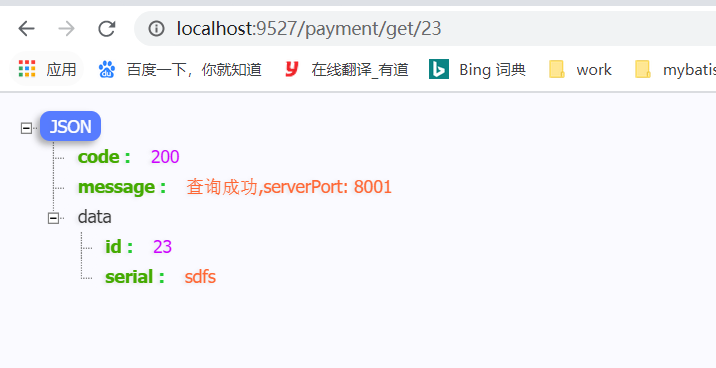 localhost:9527/payment/get/23
应用 百度一下，你就知道 在线翻译_有道 Bing 词典 work mybatis
JSON
code : 200
message : 查询成功,serverPort: 8001
data
id : 23
serial : sdfs